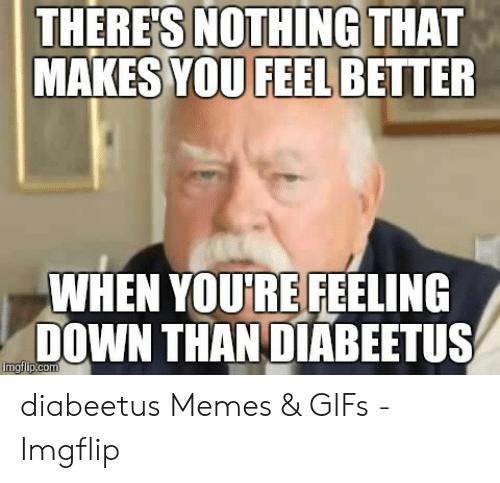 THERE'S NOTHING THAT
MAKES YOU FEEL BETTER
WHEN YOU'RE FEELING
DOWN THAN DIABEETUS
imgflip.com
diabeetus Memes & GIFs -
Imgflip